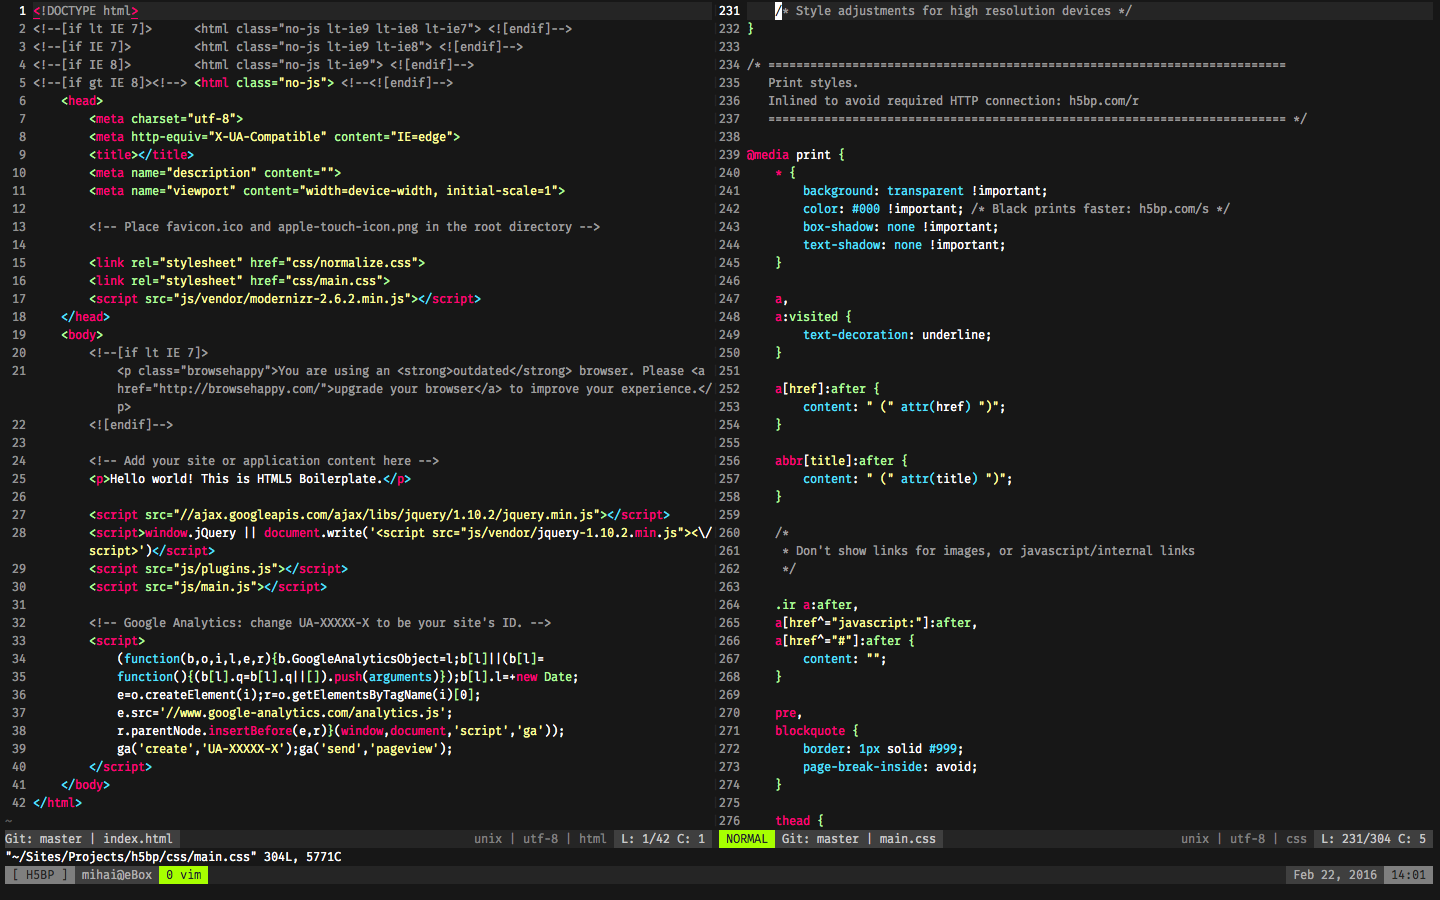 1 <!DOCTYPE html>
2 <!--[if lt IE 7]>      <html class="no-js lt-ie9 lt-ie8 lt-ie7"> <![endif]-->
3 <!--[if IE 7]>         <html class="no-js lt-ie9 lt-ie8"> <![endif]-->
4 <!--[if IE 8]>         <html class="no-js lt-ie9"> <![endif]-->
5 <!--[if gt IE 8]><!--> <html class="no-js"> <!--<![endif]-->
6     <head>
7         <meta charset="utf-8">
8         <meta http-equiv="X-UA-Compatible" content="IE=edge">
9         <title></title>
10         <meta name="description" content="">
11         <meta name="viewport" content="width=device-width, initial-scale=1">
12
13         <!-- Place favicon.ico and apple-touch-icon.png in the root directory -->
14
15         <link rel="stylesheet" href="css/normalize.css">
16         <link rel="stylesheet" href="css/main.css">
17         <script src="js/vendor/modernizr-2.6.2.min.js"></script>
18     </head>
19     <body>
20         <!--[if lt IE 7]>
21             <p class="browsehappy">You are using an <strong>outdated</strong> browser. Please <a
            href="http://browsehappy.com/">upgrade your browser</a> to improve your experience.</
            p>
22         <![endif]-->
23
24         <!-- Add your site or application content here -->
25         <p>Hello world! This is HTML5 Boilerplate.</p>
26
27         <script src="//ajax.googleapis.com/ajax/libs/jquery/1.10.2/jquery.min.js"></script>
28         <script>window.jQuery || document.write('<script src="js/vendor/jquery-1.10.2.min.js"><\/
        script>')</script>
29         <script src="js/plugins.js"></script>
30         <script src="js/main.js"></script>
31
32         <!-- Google Analytics: change UA-XXXXX-X to be your site's ID. -->
33         <script>
34             (function(b,o,i,l,e,r){b.GoogleAnalyticsObject=l;b[l]||(b[l]=
35             function(){(b[l].q=b[l].q||[]).push(arguments)});b[l].l=+new Date;
36             e=o.createElement(i);r=o.getElementsByTagName(i)[0];
37             e.src='//www.google-analytics.com/analytics.js';
38             r.parentNode.insertBefore(e,r)}(window,document,'script','ga'));
39             ga('create','UA-XXXXX-X');ga('send','pageview');
40         </script>
41     </body>
42 </html>
~
Git: master | index.html unix | utf-8 | html L: 1/42 C: 1
231     /* Style adjustments for high resolution devices */
232 }
233
234 /* ==========================================================================
235    Print styles.
236    Inlined to avoid required HTTP connection: h5bp.com/r
237    ========================================================================== */
238
239 @media print {
240     * {
241         background: transparent !important;
242         color: #000 !important; /* Black prints faster: h5bp.com/s */
243         box-shadow: none !important;
244         text-shadow: none !important;
245     }
246
247     a,
248     a:visited {
249         text-decoration: underline;
250     }
251
252     a[href]:after {
253         content: " (" attr(href) ")";
254     }
255
256     abbr[title]:after {
257         content: " (" attr(title) ")";
258     }
259
260     /*
261      * Don't show links for images, or javascript/internal links
262      */
263
264     .ir a:after,
265     a[href^="javascript:"]:after,
266     a[href^="#"]:after {
267         content: "";
268     }
269
270     pre,
271     blockquote {
272         border: 1px solid #999;
273         page-break-inside: avoid;
274     }
275
276     thead {
NORMAL Git: master | main.css unix | utf-8 | css L: 231/304 C: 5
"~/Sites/Projects/h5bp/css/main.css" 304L, 5771C
[ H5BP ] mihai@eBox 0 vim Feb 22, 2016 14:01